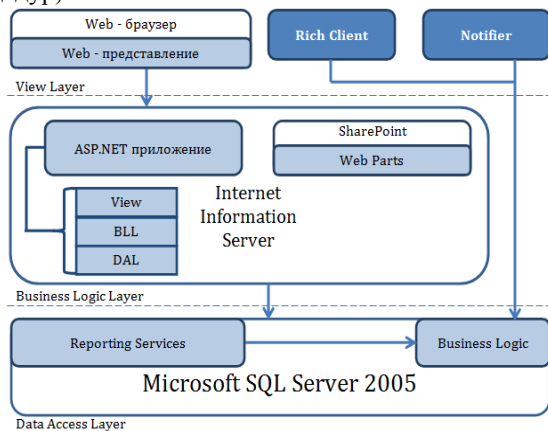 Web - браузер
Web - представление
Rich Client
Notifier
View Layer
ASP.NET приложение
SharePoint
Web Parts
View
BLL
DAL
Internet
Information
Server
Business Logic Layer
Reporting Services
Business Logic
Microsoft SQL Server 2005
Data Access Layer